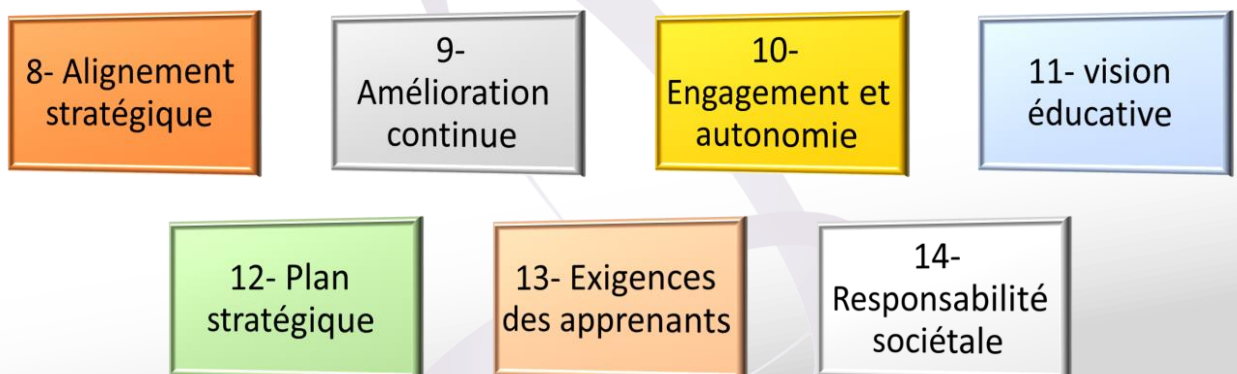 8- Alignement
stratégique
9-
Amélioration
continue
10-
Engagement et
autonomie
11- vision
éducative
12- Plan
stratégique
13- Exigences
des apprenants
14-
Responsabilité
sociétale